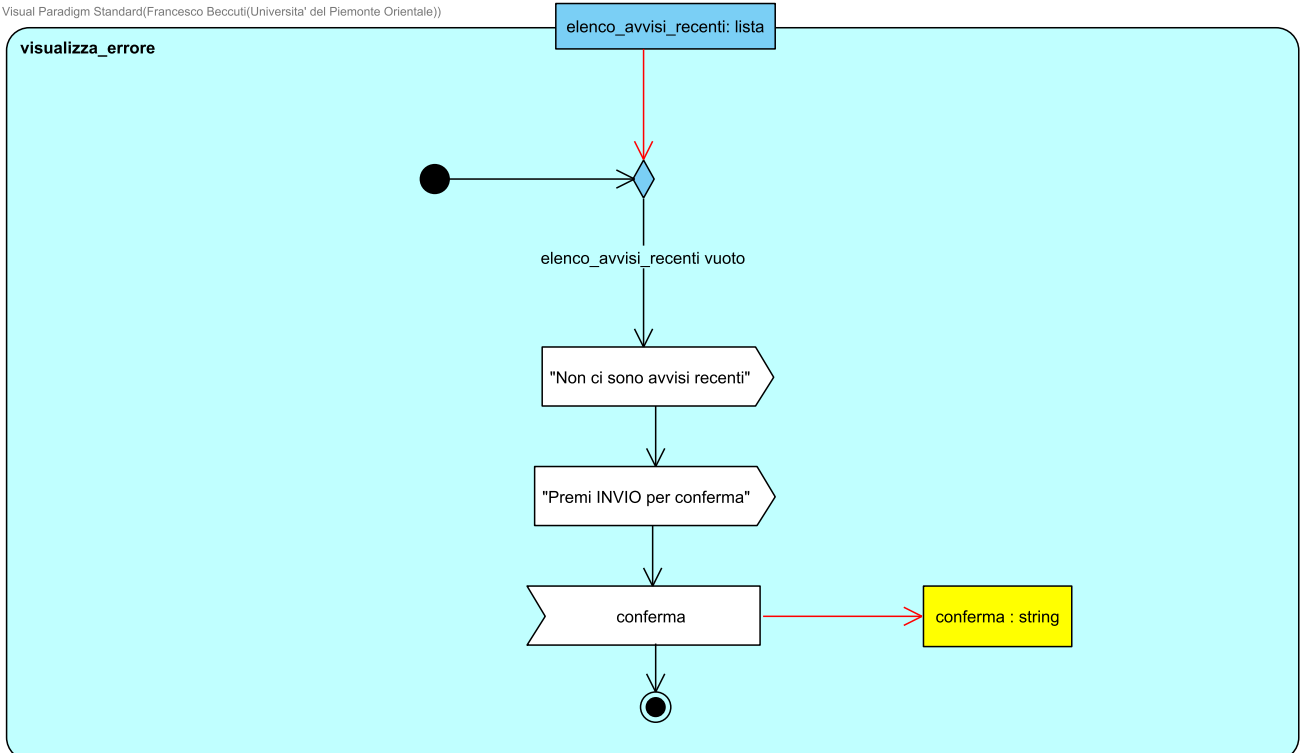 Visual Paradigm Standard(Francesco Beccuti(Universita' del Piemonte Orientale))
elenco_avvisi_recenti: lista
visualizza_errore
elenco_avvisi_recenti vuoto
"Non ci sono avvisi recenti"
"Premi INVIO per conferma"
conferma
conferma : string